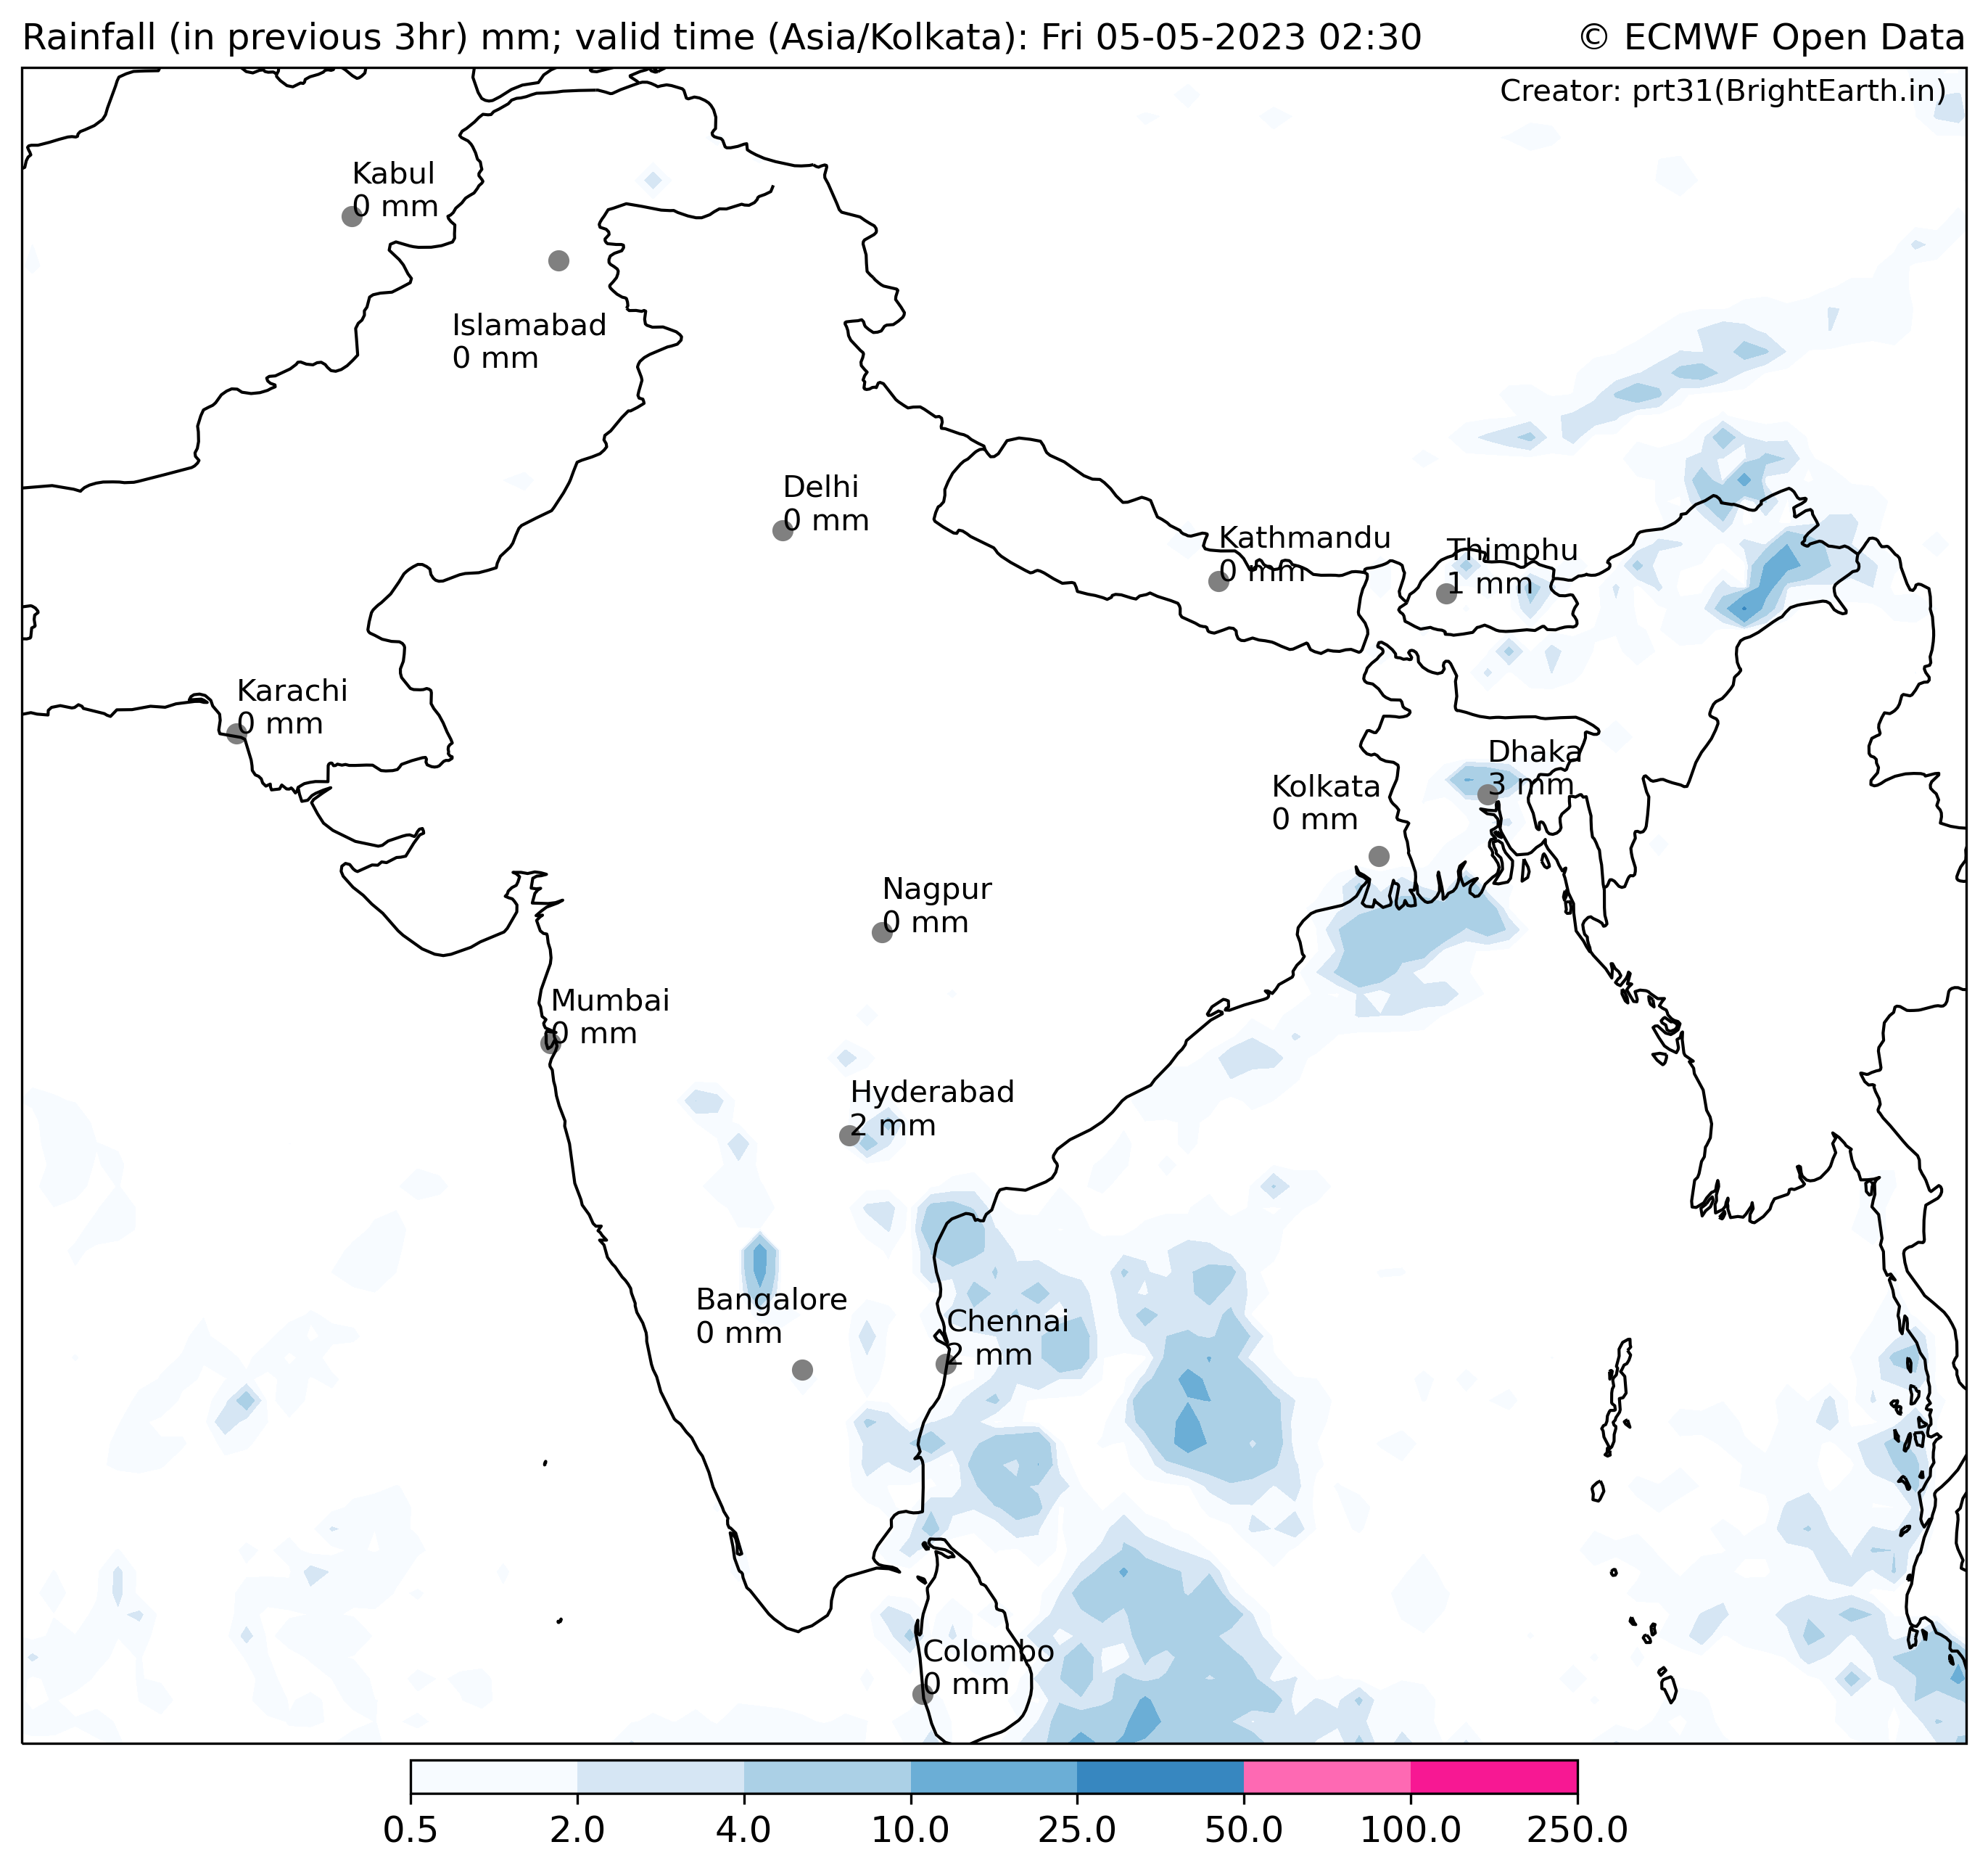 Rainfall (in previous 3hr) mm; valid time (Asia/Kolkata): Fri 05-05-2023 02:30
© ECMWF Open Data
Creator: prt31(BrightEarth.in)
Kabul
0 mm
Islamabad
0 mm
Delhi
0 mm
Kathmandu
0 mm
Thimphu
1 mm
Karachi
0 mm
Dhaka
3 mm
Kolkata
0 mm
Nagpur
0 mm
Mumbai
0 mm
Hyderabad
2 mm
Bangalore
0 mm
Chennai
2 mm
Colombo
0 mm
0.5 2.0 4.0 10.0 25.0 50.0 100.0 250.0